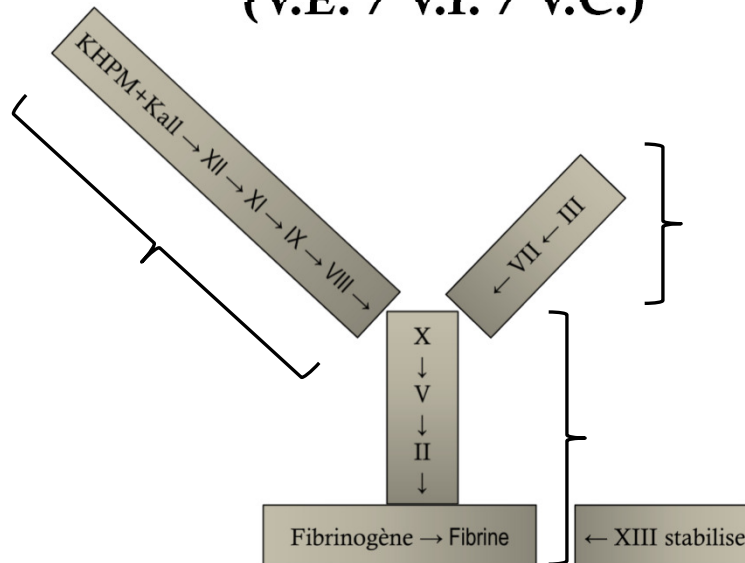 (V.E. / V.I. / V.C.)
KHPM+Kall → XII → XI → IX → VIII →
← VII ← III
X
↓
V
↓
II
↓
Fibrinogène → Fibrine
← XIII stabilise